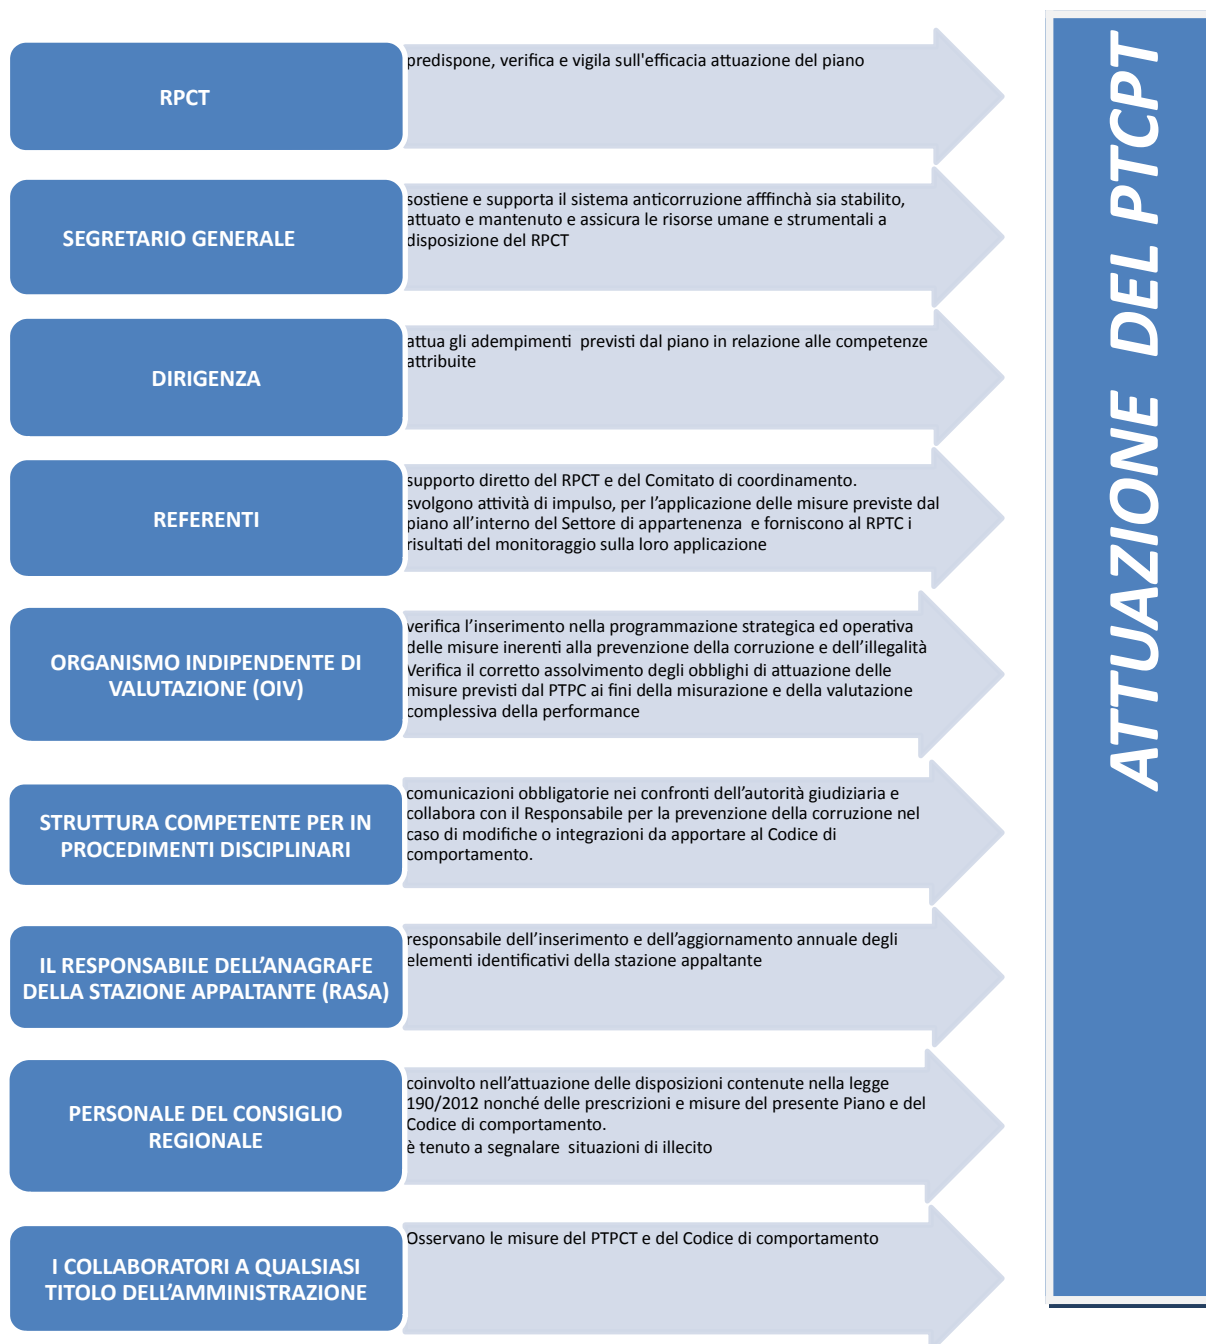 RPCT
predispone, verifica e vigila sull'efficacia attuazione del piano
SEGRETARIO GENERALE
sostiene e supporta il sistema anticorruzione afffinchà sia stabilito,
attuato e mantenuto e assicura le risorse umane e strumentali a
disposizione del RPCT
DIRIGENZA
attua gli adempimenti previsti dal piano in relazione alle competenze
attribuite
REFERENTI
supporto diretto del RPCT e del Comitato di coordinamento.
svolgono attività di impulso, per l’applicazione delle misure previste dal
piano all’interno del Settore di appartenenza e forniscono al RPTC i
risultati del monitoraggio sulla loro applicazione
ORGANISMO INDIPENDENTE DI
VALUTAZIONE (OIV)
verifica l’inserimento nella programmazione strategica ed operativa
delle misure inerenti alla prevenzione della corruzione e dell’illegalità
Verifica il corretto assolvimento degli obblighi di attuazione delle
misure previsti dal PTPC ai fini della misurazione e della valutazione
complessiva della performance
STRUTTURA COMPETENTE PER IN
PROCEDIMENTI DISCIPLINARI
comunicazioni obbligatorie nei confronti dell’autorità giudiziaria e
collabora con il Responsabile per la prevenzione della corruzione nel
caso di modifiche o integrazioni da apportare al Codice di
comportamento.
IL RESPONSABILE DELL’ANAGRAFE
DELLA STAZIONE APPALTANTE (RASA)
responsabile dell’inserimento e dell’aggiornamento annuale degli
elementi identificativi della stazione appaltante
PERSONALE DEL CONSIGLIO
REGIONALE
coinvolto nell’attuazione delle disposizioni contenute nella legge
190/2012 nonché delle prescrizioni e misure del presente Piano e del
Codice di comportamento.
è tenuto a segnalare situazioni di illecito
I COLLABORATORI A QUALSIASI
TITOLO DELL’AMMINISTRAZIONE
Osservano le misure del PTPCT e del Codice di comportamento
ATTUAZIONE DEL PTCPT